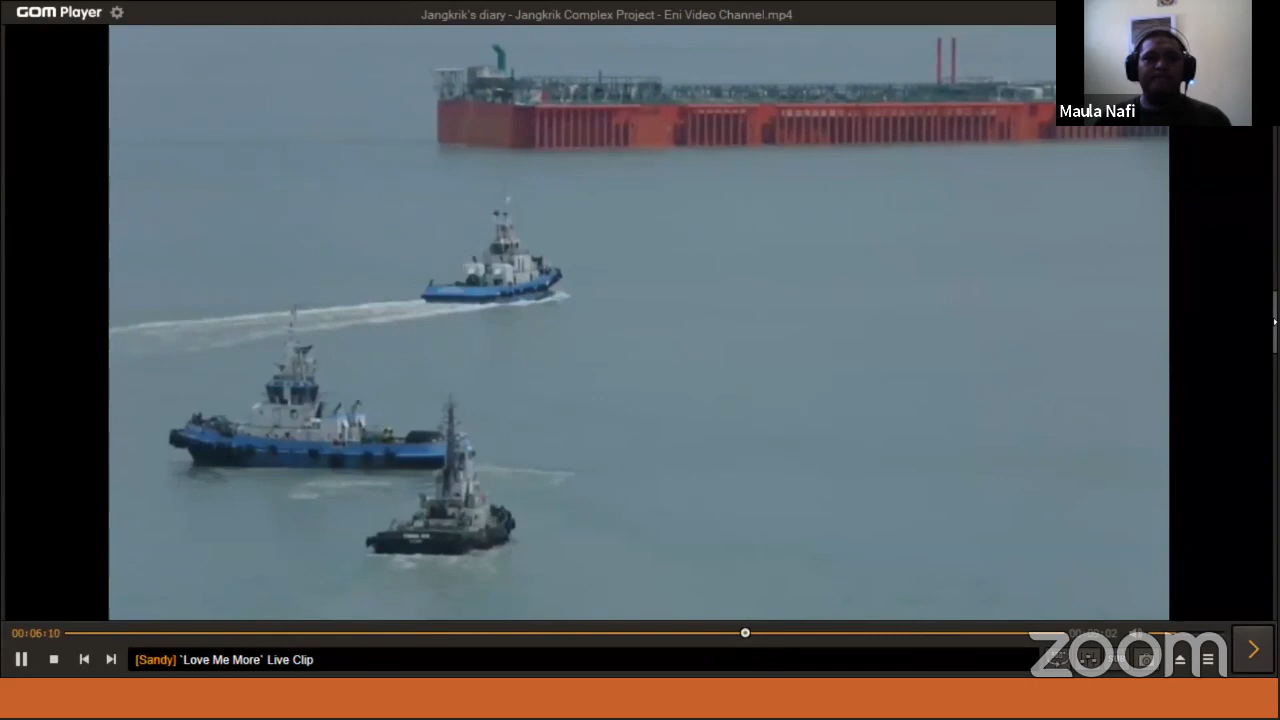 GOM Player
Jangkrik's diary - Jangkrik Complex Project - Eni Video Channel.mp4
Maula Nafi
00:06:10
[Sandy] `Love Me More` Live Clip
zoom